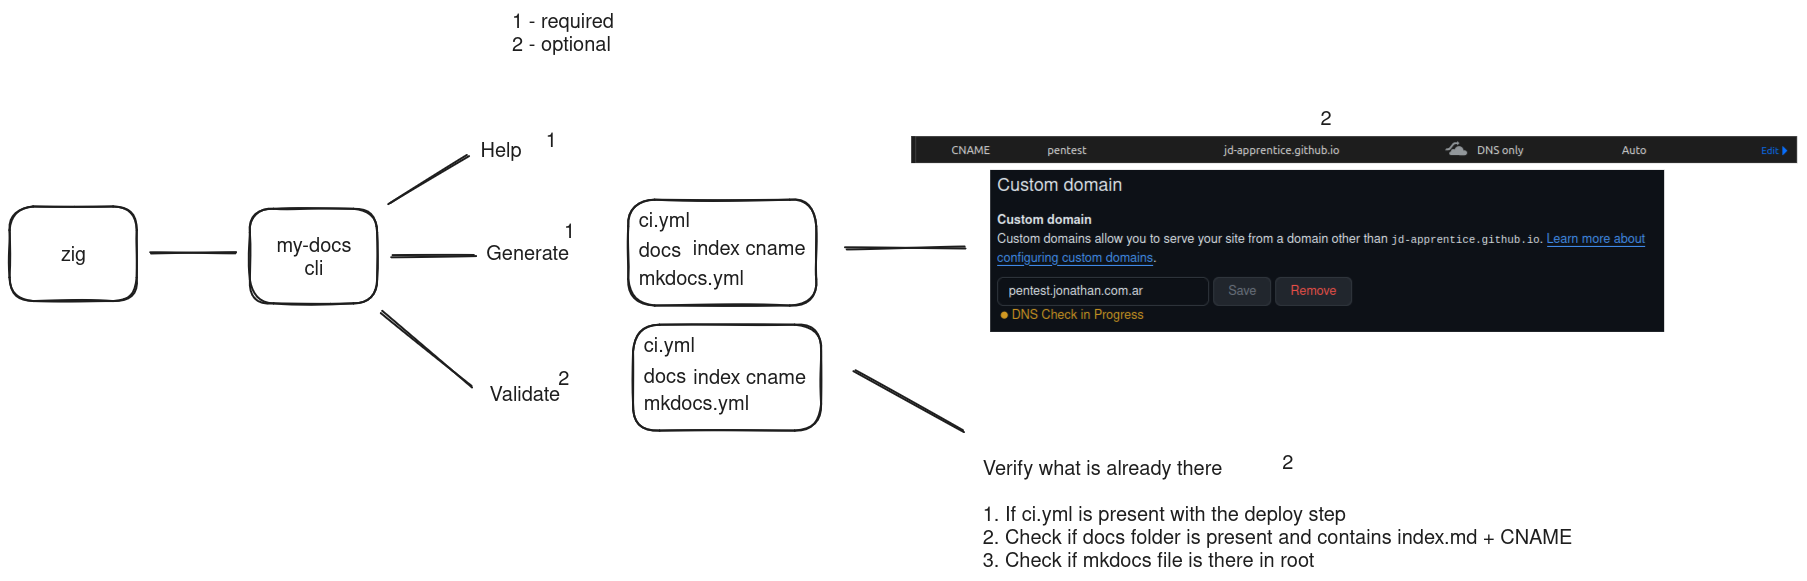 1 - required
2 - optional
2
CNAME pentest jd-apprentice.github.io DNS only Auto Edit
Help 1
Custom domain
Custom domain
Custom domains allow you to serve your site from a domain other than jd-apprentice.github.io. Learn more about
configuring custom domains.
pentest.jonathan.com.ar Save Remove
DNS Check in Progress
zig
my-docs
cli
Generate 1
ci.yml
docs index cname
mkdocs.yml
Validate 2
ci.yml
docs index cname
mkdocs.yml
Verify what is already there 2
1. If ci.yml is present with the deploy step
2. Check if docs folder is present and contains index.md + CNAME
3. Check if mkdocs file is there in root